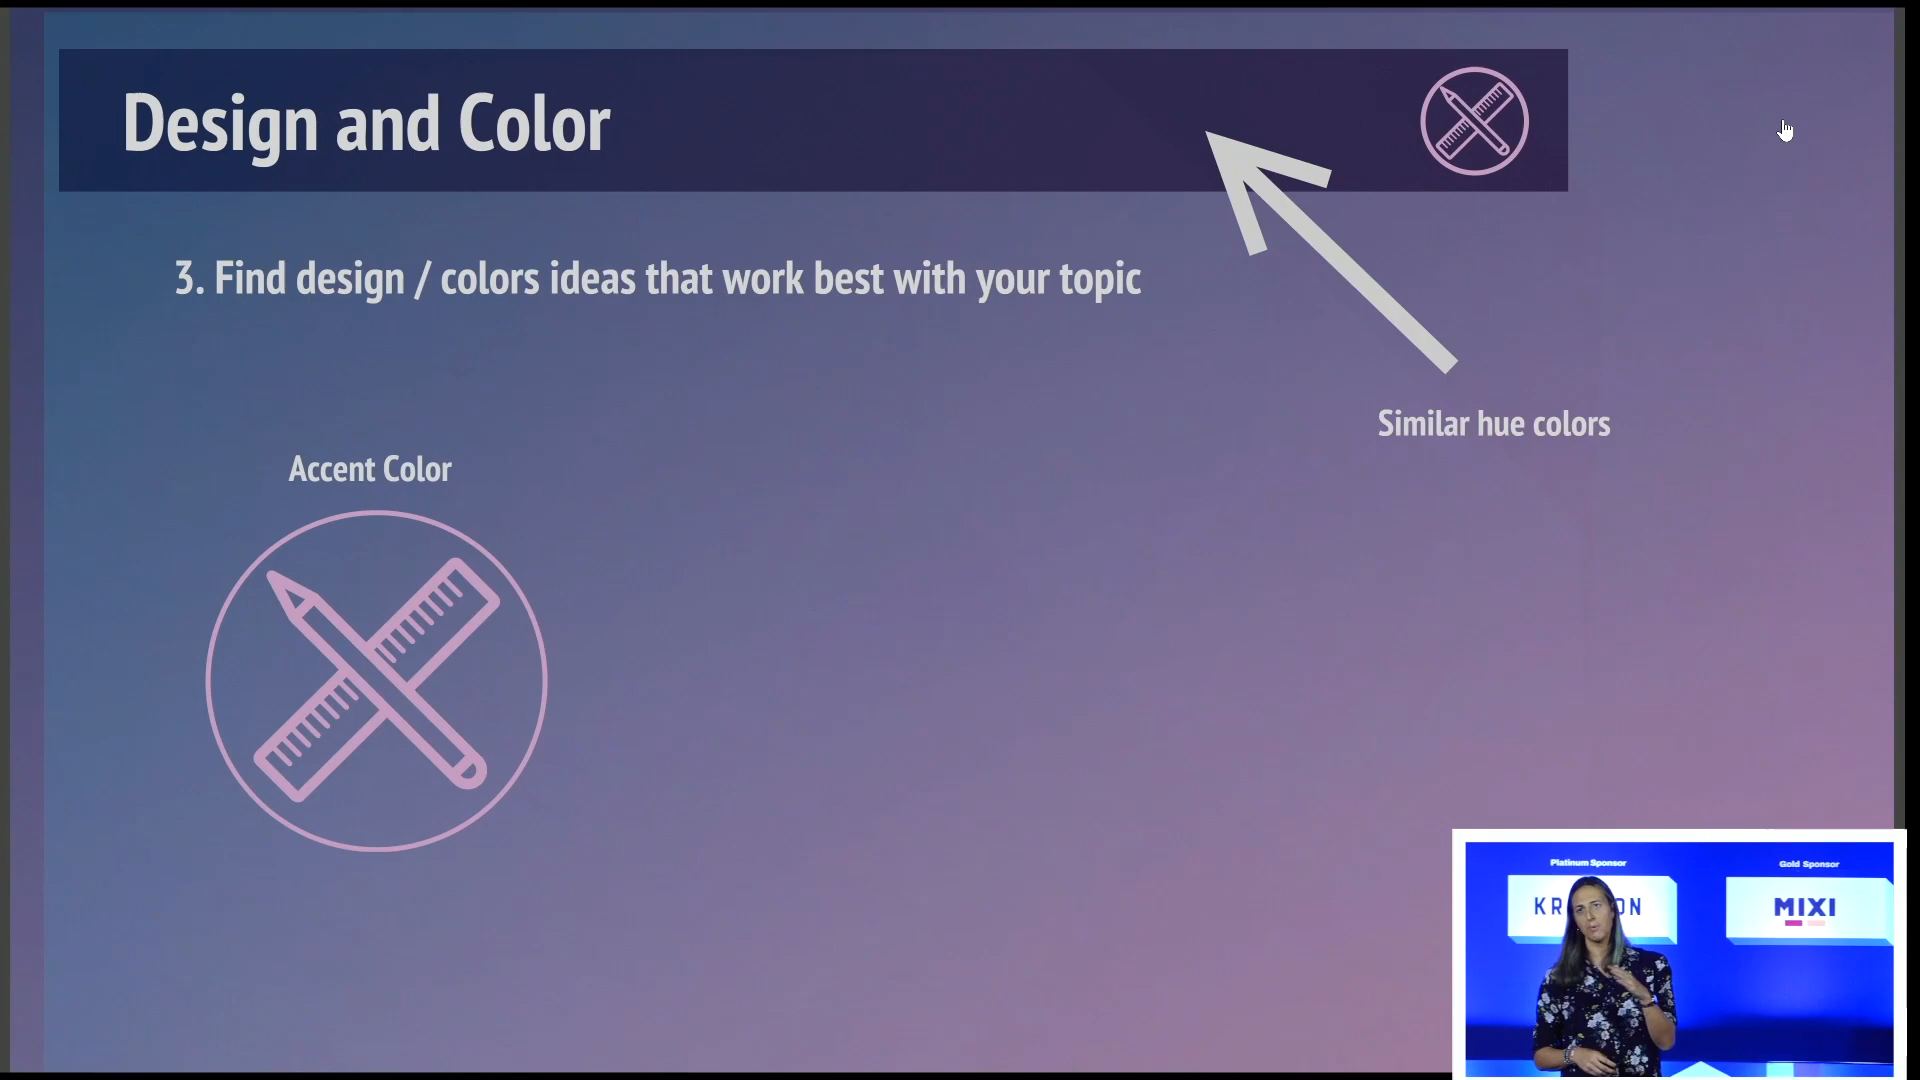 Design and Color
3. Find design / colors ideas that work best with your topic
Similar hue colors
Accent Color
Platinum Sponsor
Gold Sponsor
MIXI